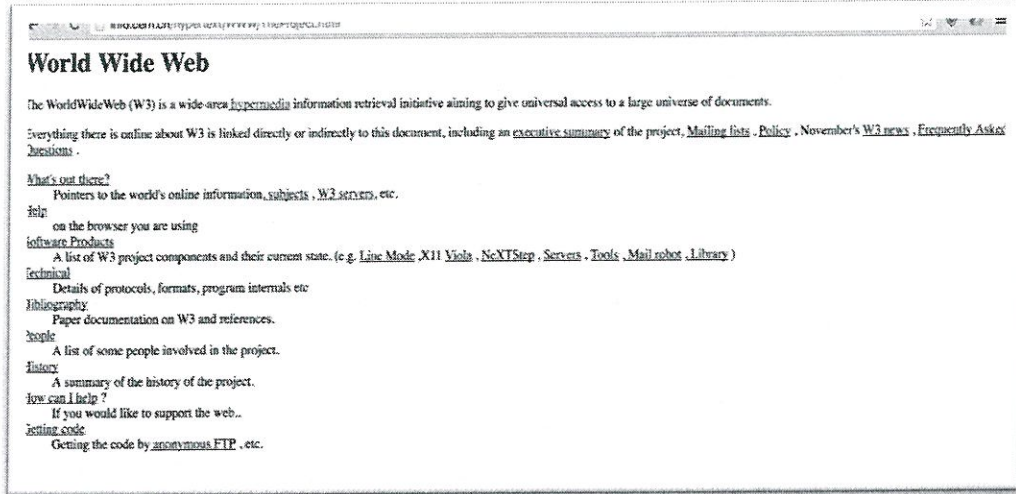 World Wide Web
The WorldWideWeb (W3) is a wide-area hypermedia information retrieval initiative aiming to give universal access to a large universe of documents.
Everything there is online about W3 is linked directly or indirectly to this document, including an executive summary of the project, Mailing lists , Policy , November's W3 news , Frequently Asked
Questions .
What's out there?
Pointers to the world's online information, subjects , W3 servers, etc.
Help
on the browser you are using
Software Products
A list of W3 project components and their current state. (e.g. Line Mode ,X11 Viola , NeXTStep , Servers , Tools , Mail robot , Library )
Technical
Details of protocols, formats, program internals etc
Bibliography
Paper documentation on W3 and references.
People
A list of some people involved in the project.
History
A summary of the history of the project.
How can I help ?
If you would like to support the web..
Getting code
Getting the code by anonymous FTP , etc.